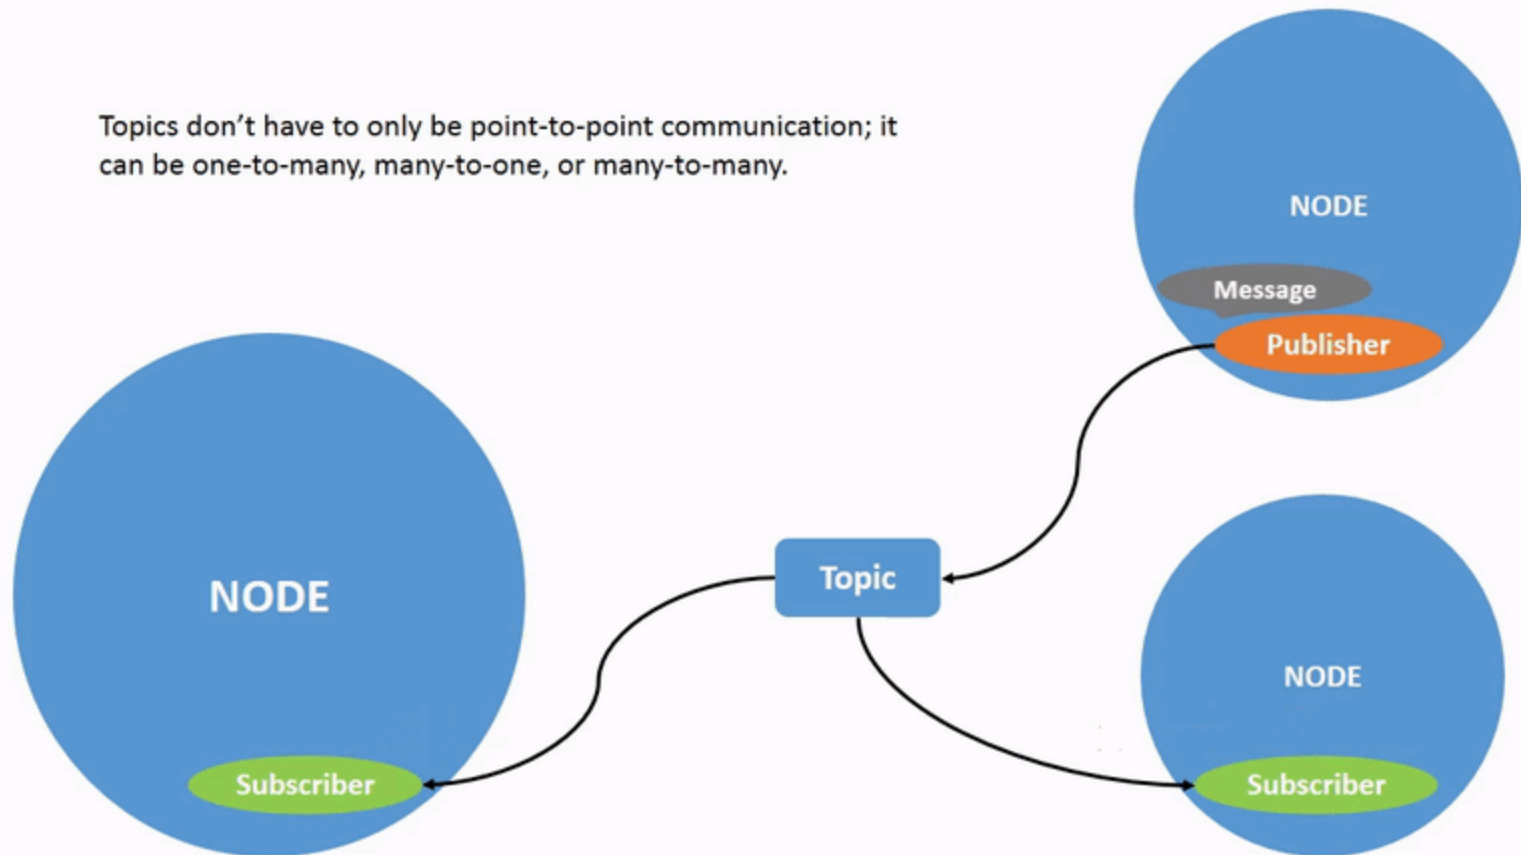 Topics don't have to only be point-to-point communication; it
can be one-to-many, many-to-one, or many-to-many.
NODE
Message
Publisher
NODE
Subscriber
Topic
NODE
Subscriber